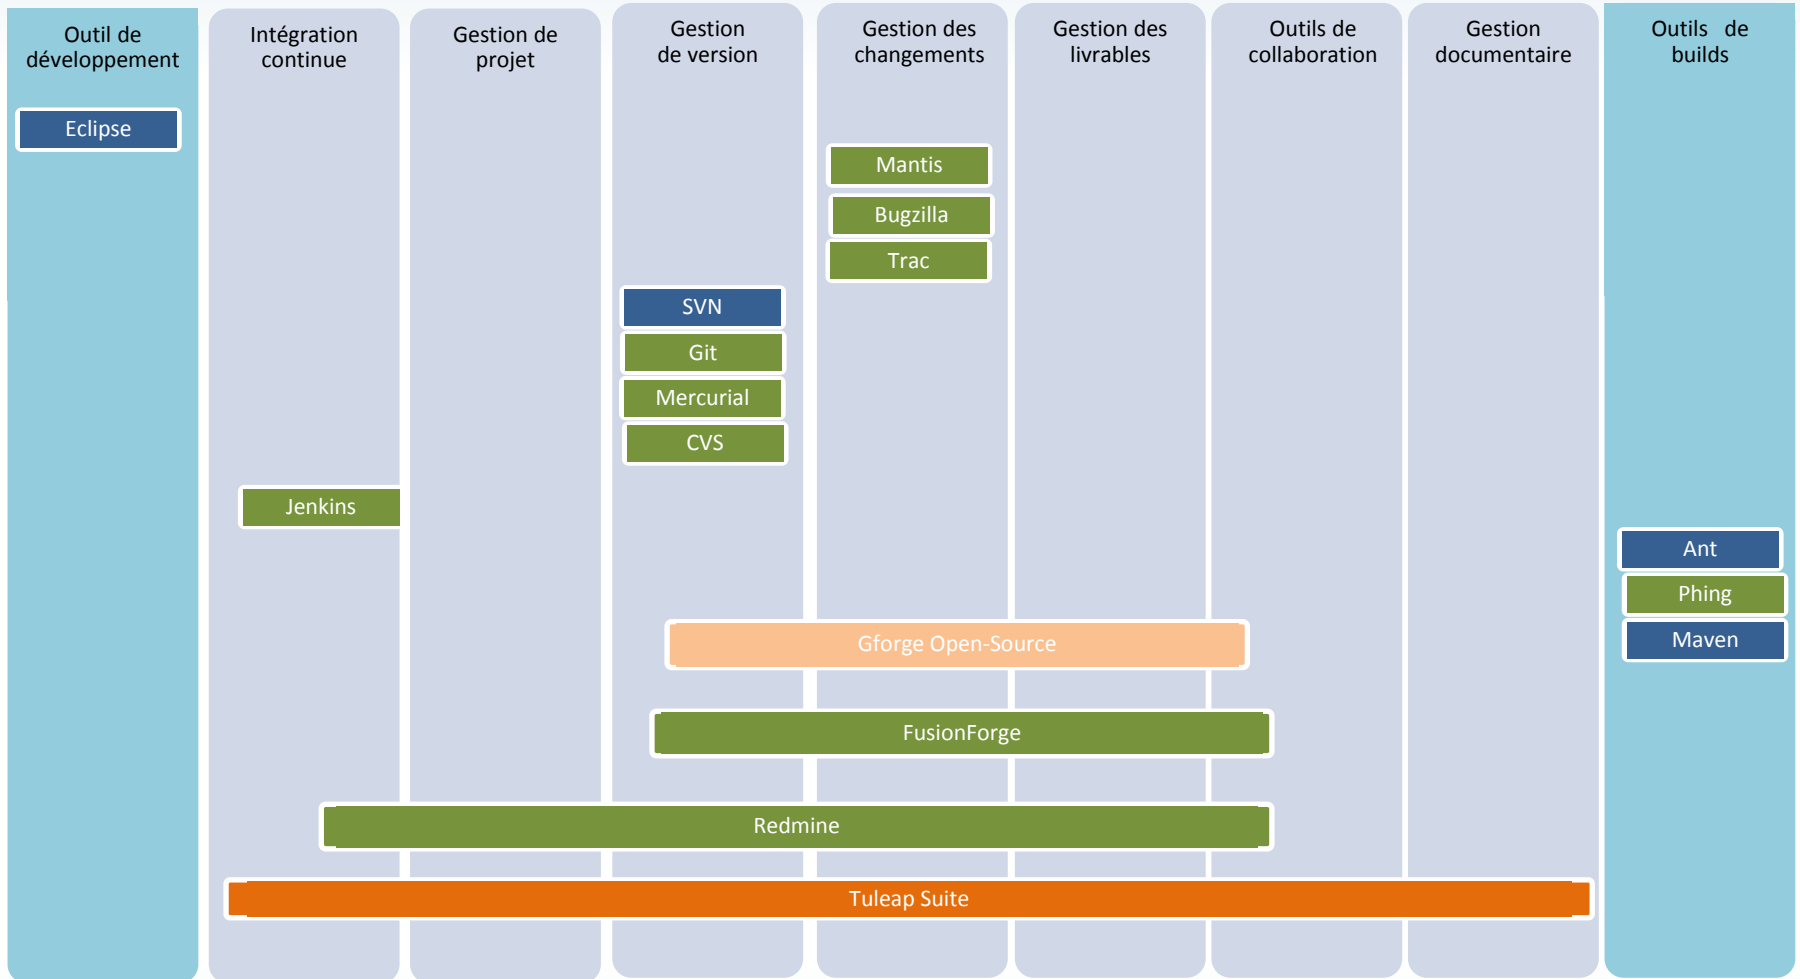 Outil de
développement
Intégration
continue
Gestion de
projet
Gestion
de version
Gestion des
changements
Gestion des
livrables
Outils de
collaboration
Gestion
documentaire
Outils de
builds
Eclipse
Mantis
Bugzilla
Trac
SVN
Git
Mercurial
CVS
Jenkins
Ant
Phing
Maven
Gforge Open-Source
FusionForge
Redmine
Tuleap Suite